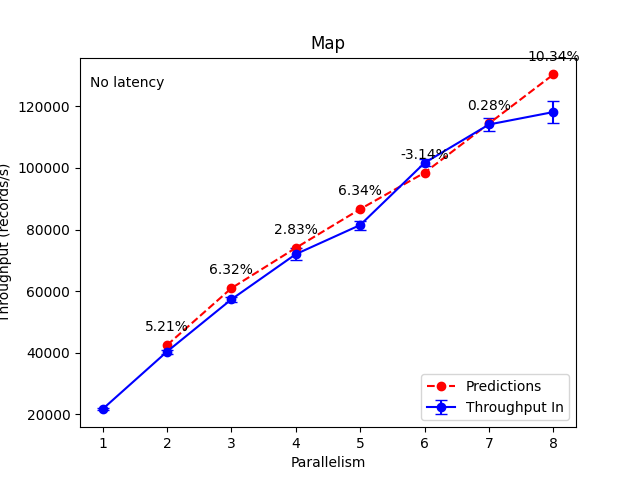 Map
No latency
10.34%
0.28%
-3.14%
6.34%
2.83%
6.32%
5.21%
120000
100000
80000
60000
40000
20000
Throughput (records/s)
1 2 3 4 5 6 7 8
Parallelism
Predictions
Throughput In